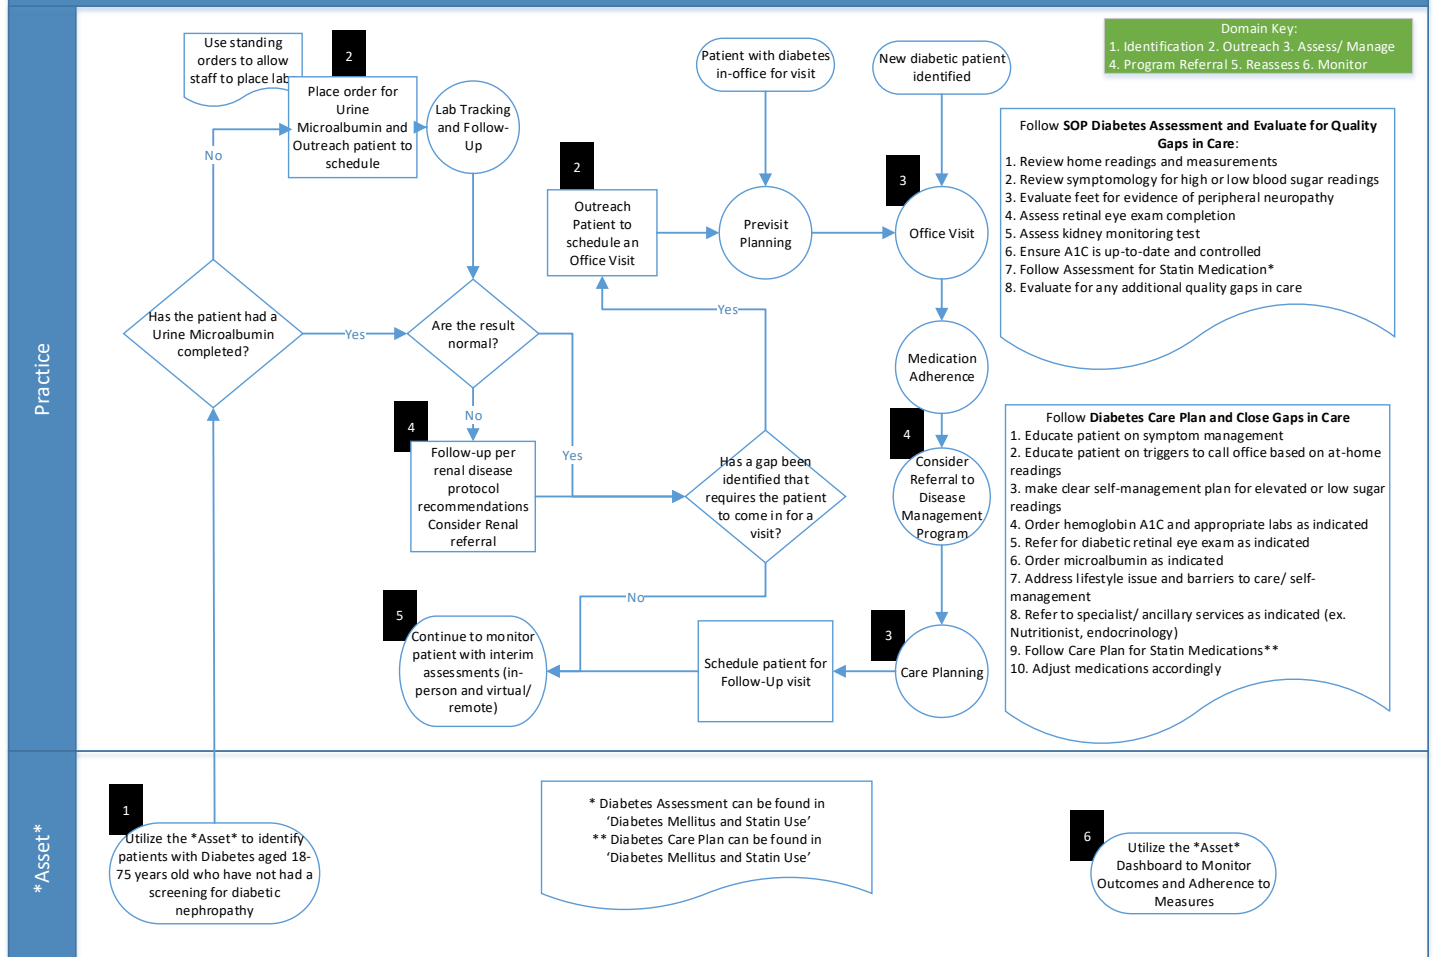 Domain Key:
1. Identification 2. Outreach 3. Assess/ Manage
4. Program Referral 5. Reassess 6. Monitor
Practice
Use standing
orders to allow
staff to place lab
2
Place order for
Urine
Microalbumin and
Outreach patient to
schedule
Lab Tracking
and Follow-
Up
No
Has the patient had a
Urine Microalbumin
completed?
Yes
Are the result
normal?
No
Yes
4
Follow-up per
renal disease
protocol
recommendations
Consider Renal
referral
2
Outreach
Patient to
schedule an
Office Visit
Yes
Has a gap been
identified that
requires the patient
to come in for a
visit?
No
Patient with diabetes
in-office for visit
New diabetic patient
identified
Previsit
Planning
3
Office Visit
Medication
Adherence
4
Consider
Referral to
Disease
Management
Program
3
Care Planning
Schedule patient for
Follow-Up visit
5
Continue to monitor
patient with interim
assessments (in-
person and virtual/
remote)
Follow SOP Diabetes Assessment and Evaluate for Quality
Gaps in Care:
1. Review home readings and measurements
2. Review symptomology for high or low blood sugar readings
3. Evaluate feet for evidence of peripheral neuropathy
4. Assess retinal eye exam completion
5. Assess kidney monitoring test
6. Ensure A1C is up-to-date and controlled
7. Follow Assessment for Statin Medication*
8. Evaluate for any additional quality gaps in care
Follow Diabetes Care Plan and Close Gaps in Care
1. Educate patient on symptom management
2. Educate patient on triggers to call office based on at-home
readings
3. make clear self-management plan for elevated or low sugar
readings
4. Order hemoglobin A1C and appropriate labs as indicated
5. Refer for diabetic retinal eye exam as indicated
6. Order microalbumin as indicated
7. Address lifestyle issue and barriers to care/ self-
management
8. Refer to specialist/ ancillary services as indicated (ex.
Nutritionist, endocrinology)
9. Follow Care Plan for Statin Medications**
10. Adjust medications accordingly
*Asset*
1
Utilize the *Asset* to identify
patients with Diabetes aged 18-
75 years old who have not had a
screening for diabetic
nephropathy
* Diabetes Assessment can be found in
‘Diabetes Mellitus and Statin Use’
** Diabetes Care Plan can be found in
‘Diabetes Mellitus and Statin Use’
6
Utilize the *Asset*
Dashboard to Monitor
Outcomes and Adherence to
Measures